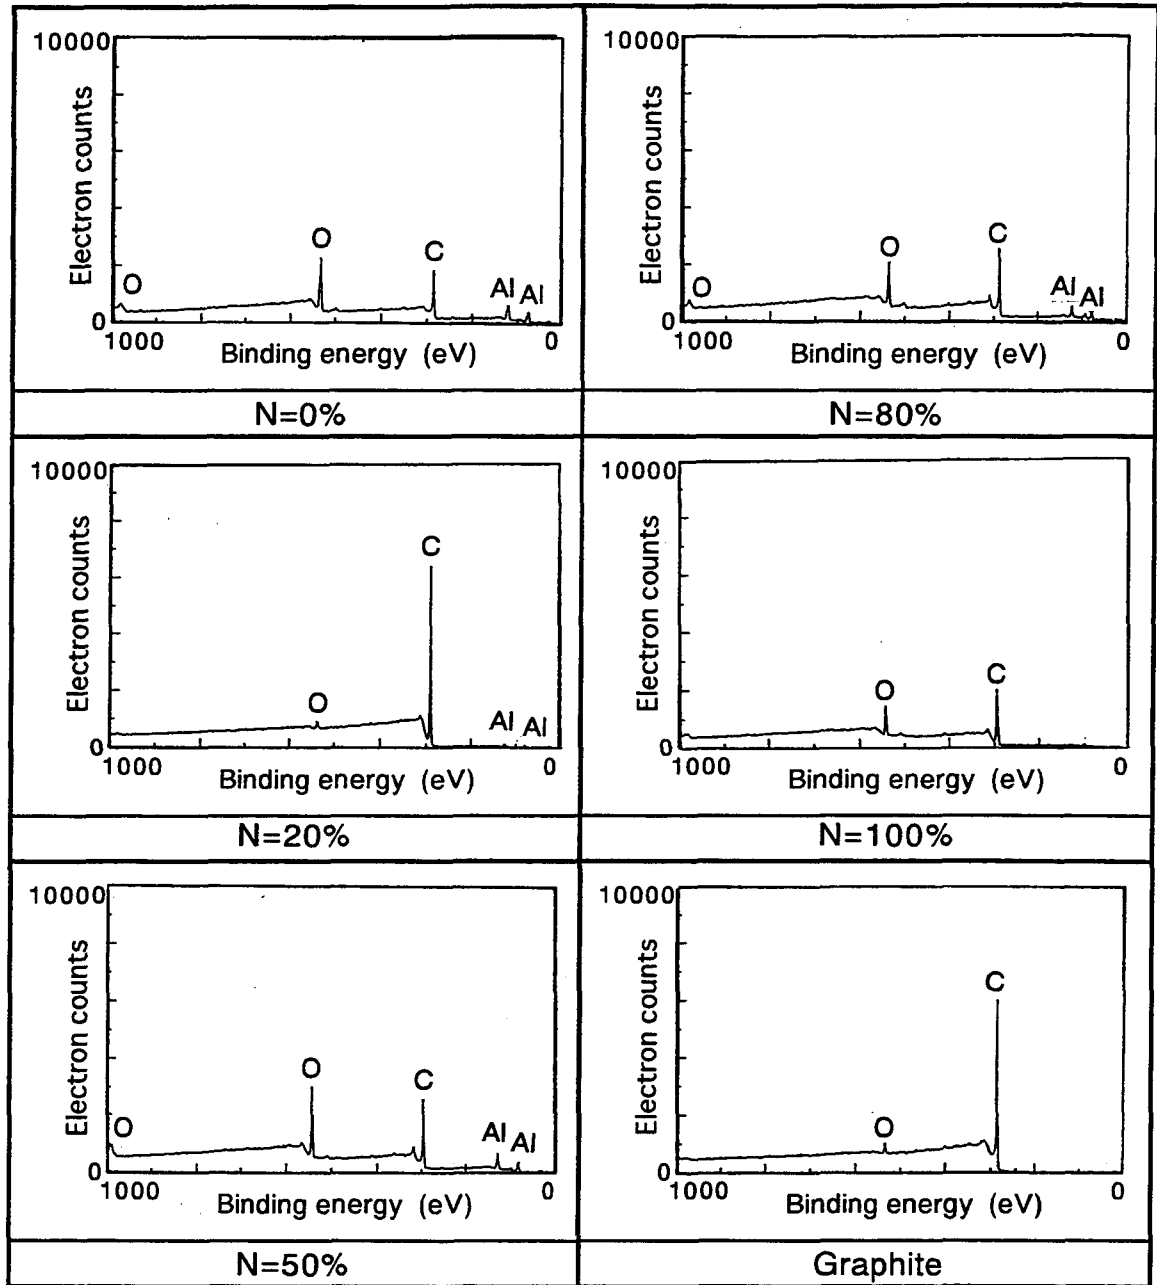 10000
Electron counts
O
O
C
Al
Al
0
1000
Binding energy (eV)
0
N=0%
10000
Electron counts
O
O
C
Al
Al
0
1000
Binding energy (eV)
0
N=80%
10000
Electron counts
O
C
Al
Al
0
1000
Binding energy (eV)
0
N=20%
10000
Electron counts
O
C
0
1000
Binding energy (eV)
0
N=100%
10000
Electron counts
O
O
C
Al
Al
0
1000
Binding energy (eV)
0
N=50%
10000
Electron counts
O
C
0
1000
Binding energy (eV)
0
Graphite